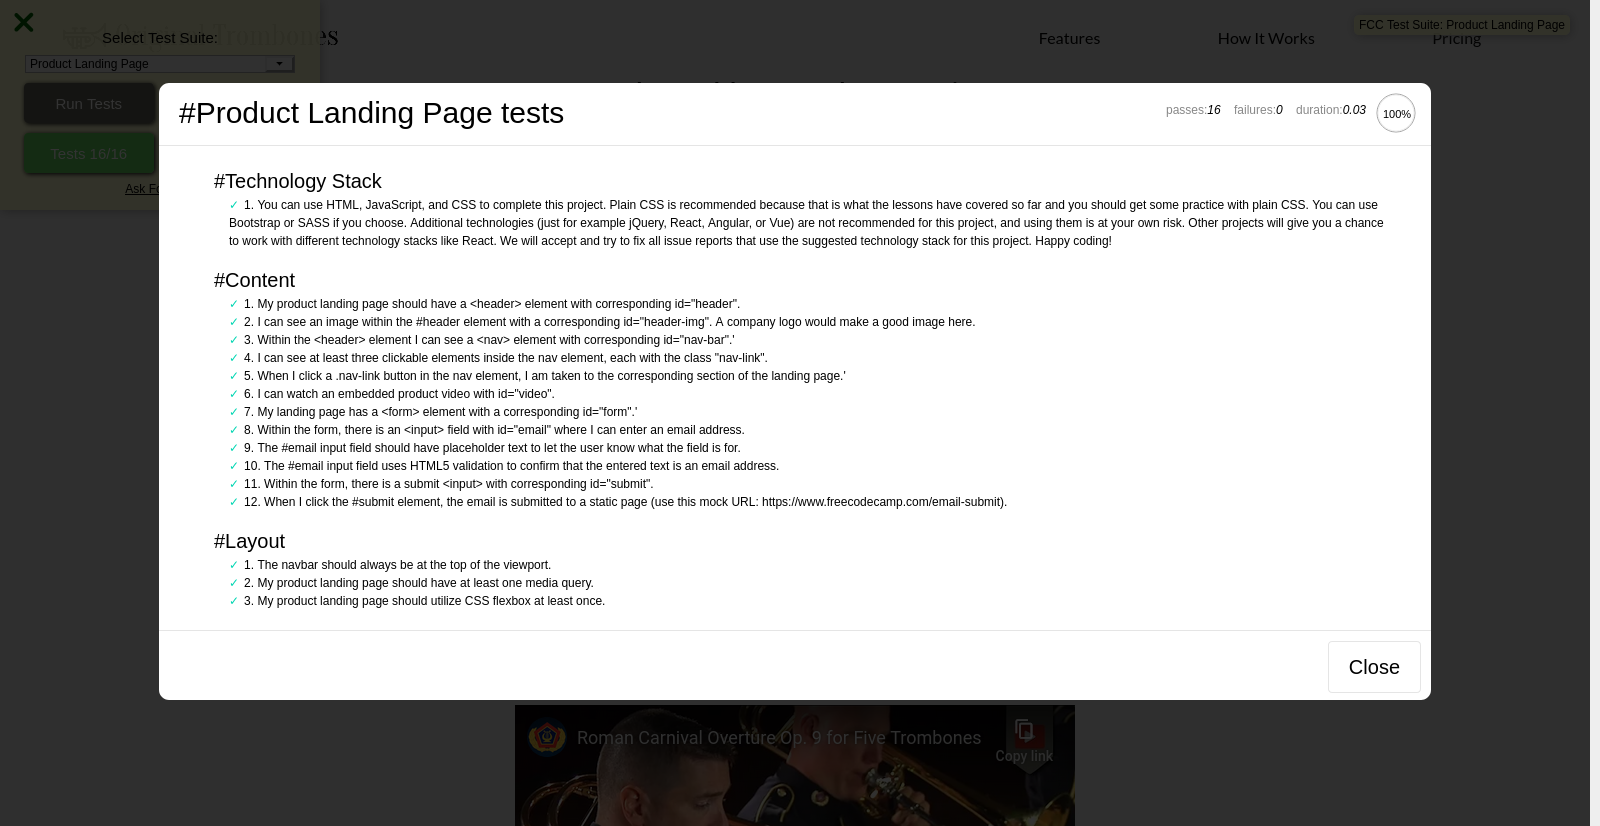 Select Test Suite:
Product Landing Page
Run Tests
Tests 16/16
Features
How It Works
Pricing
FCC Test Suite: Product Landing Page
#Product Landing Page tests
passes:16 failures:0 duration:0.03 100%
#Technology Stack
✓ 1. You can use HTML, JavaScript, and CSS to complete this project. Plain CSS is recommended because that is what the lessons have covered so far and you should get some practice with plain CSS. You can use
Bootstrap or SASS if you choose. Additional technologies (just for example jQuery, React, Angular, or Vue) are not recommended for this project, and using them is at your own risk. Other projects will give you a chance
to work with different technology stacks like React. We will accept and try to fix all issue reports that use the suggested technology stack for this project. Happy coding!
#Content
✓ 1. My product landing page should have a <header> element with corresponding id="header".
✓ 2. I can see an image within the #header element with a corresponding id="header-img". A company logo would make a good image here.
✓ 3. Within the <header> element I can see a <nav> element with corresponding id="nav-bar".'
✓ 4. I can see at least three clickable elements inside the nav element, each with the class "nav-link".
✓ 5. When I click a .nav-link button in the nav element, I am taken to the corresponding section of the landing page.'
✓ 6. I can watch an embedded product video with id="video".
✓ 7. My landing page has a <form> element with a corresponding id="form".'
✓ 8. Within the form, there is an <input> field with id="email" where I can enter an email address.
✓ 9. The #email input field should have placeholder text to let the user know what the field is for.
✓ 10. The #email input field uses HTML5 validation to confirm that the entered text is an email address.
✓ 11. Within the form, there is a submit <input> with corresponding id="submit".
✓ 12. When I click the #submit element, the email is submitted to a static page (use this mock URL: https://www.freecodecamp.com/email-submit).
#Layout
✓ 1. The navbar should always be at the top of the viewport.
✓ 2. My product landing page should have at least one media query.
✓ 3. My product landing page should utilize CSS flexbox at least once.
Close
Ask
Roman Carnival Overture Op. 9 for Five Trombones
Copy link